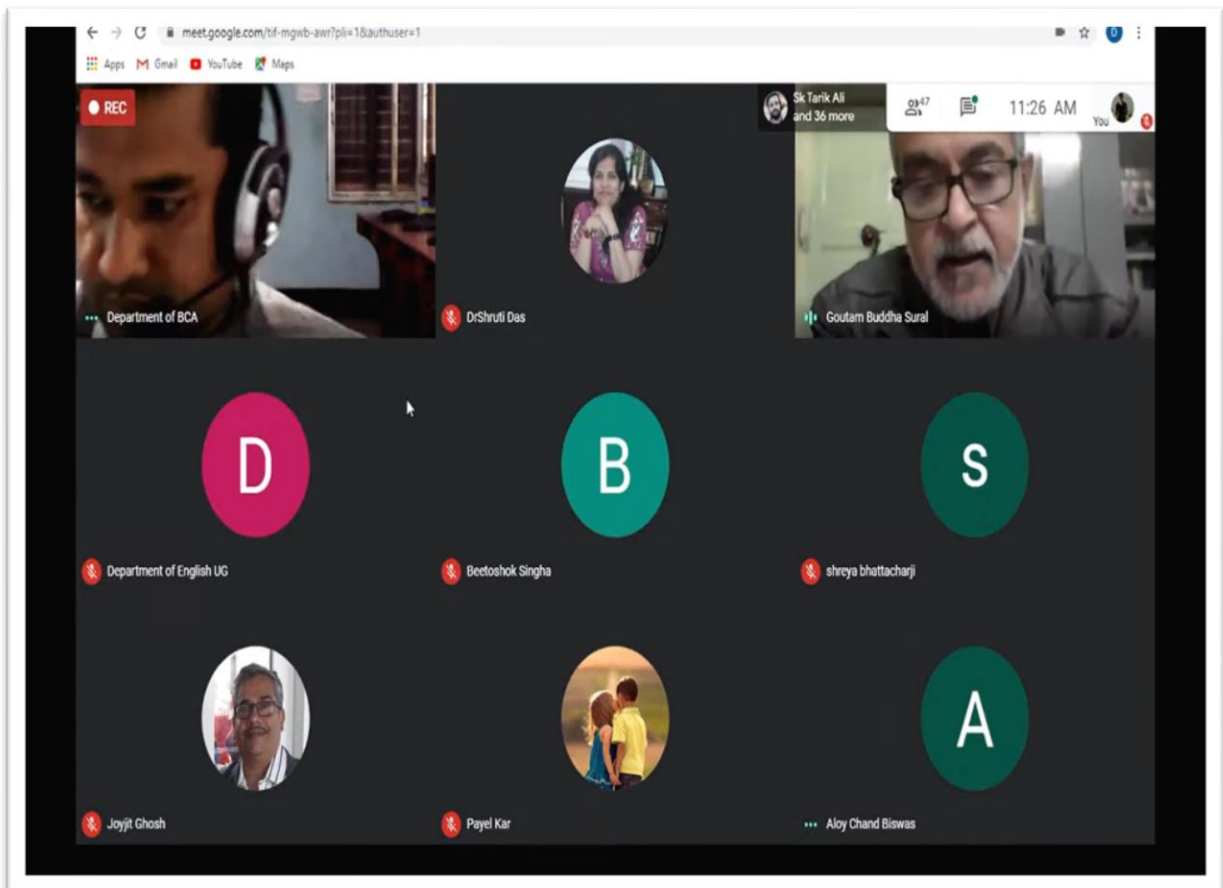 meet.google.com/tif-mgwb-awr?pli=1&authuser=1
D
Apps Gmail YouTube Maps
REC
Sk Tarik Ali
and 36 more
47
11:26 AM
You
Department of BCA
DrShruti Das
Goutam Buddha Sural
D
B
s
Department of English UG
Beetoshok Singha
shreya bhattacharji
A
Joyjit Ghosh
Payel Kar
Aloy Chand Biswas